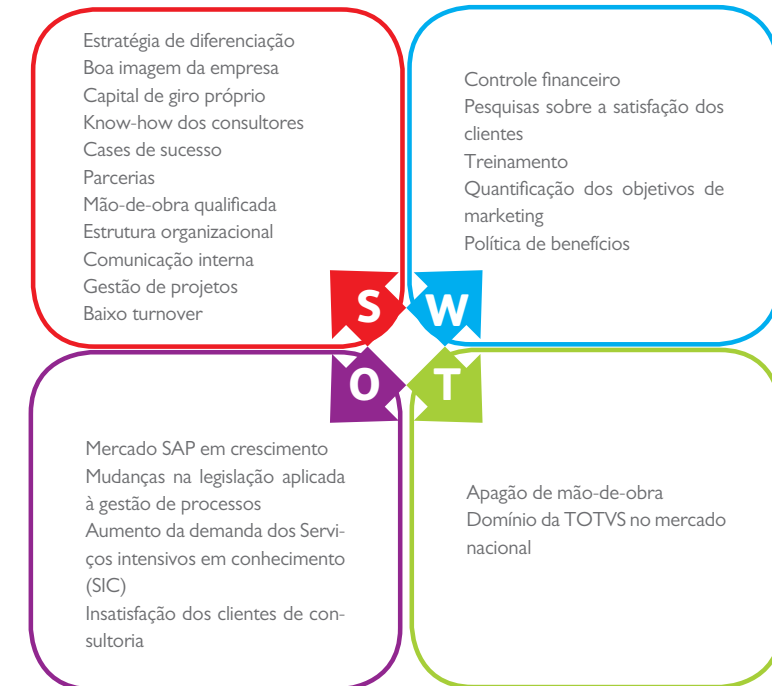 Estratégia de diferenciação
Boa imagem da empresa
Capital de giro próprio
Know-how dos consultores
Cases de sucesso
Parcerias
Mão-de-obra qualificada
Estrutura organizacional
Comunicação interna
Gestão de projetos
Baixo turnover
S
Controle financeiro
Pesquisas sobre a satisfação dos
clientes
Treinamento
Quantificação dos objetivos de
marketing
Política de benefícios
W
O
Mercado SAP em crescimento
Mudanças na legislação aplicada
à gestão de processos
Aumento da demanda dos Servi-
ços intensivos em conhecimento
(SIC)
Insatisfação dos clientes de con-
sultoria
T
Apagão de mão-de-obra
Domínio da TOTVS no mercado
nacional